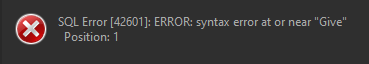 SQL Error [42601]: ERROR: syntax error at or near "Give"
Position: 1